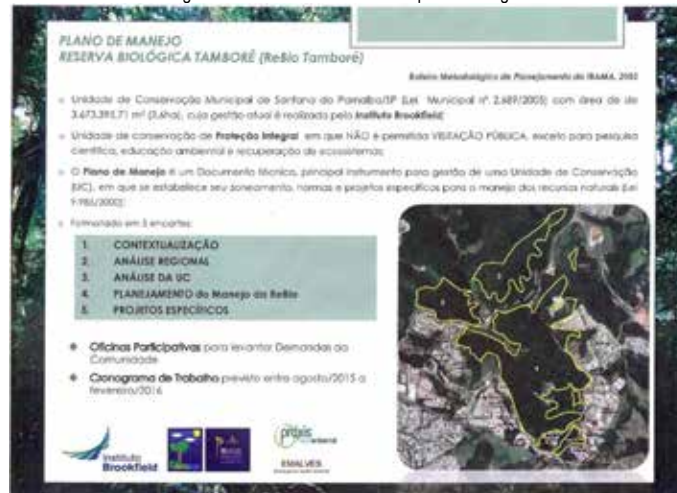 PLANO DE MANEJO
RESERVA BIOLÓGICA TAMBORÉ (ReBio Tamboré)
Roteiro Metodológico de Planejamento do IBAMA, 2002
Unidade de Conservação Municipal de Santana do Parnaíba/SP (Lei Municipal nº 2.689/2005) com área de de
3.673.395,71 m² (3,6ha), cuja gestão atual é realizada pelo Instituto Brookfield;
Unidade de conservação de Proteção Integral em que NÃO é permitida VISITAÇÃO PÚBLICA, exceto para pesquisa
científica, educação ambiental e recuperação de ecossistemas;
O Plano de Manejo é um Documento técnico, principal instrumento para gestão de uma Unidade de Conservação
(UC), em que se estabelece seu zoneamento, normas e projetos específicos para o manejo dos recursos naturais (Lei
9.985/2000);
Formatado em 5 encartes:
1. CONTEXTUALIZAÇÃO
2. ANÁLISE REGIONAL
3. ANÁLISE DA UC
4. PLANEJAMENTO do Manejo da ReBio
5. PROJETOS ESPECÍFICOS
Oficinas Participativas para levantar Demandas da
Comunidade
Cronograma de Trabalho previsto entre agosto/2015 a
fevereiro/2016
Instituto
Brookfield
práxis
EMALVES